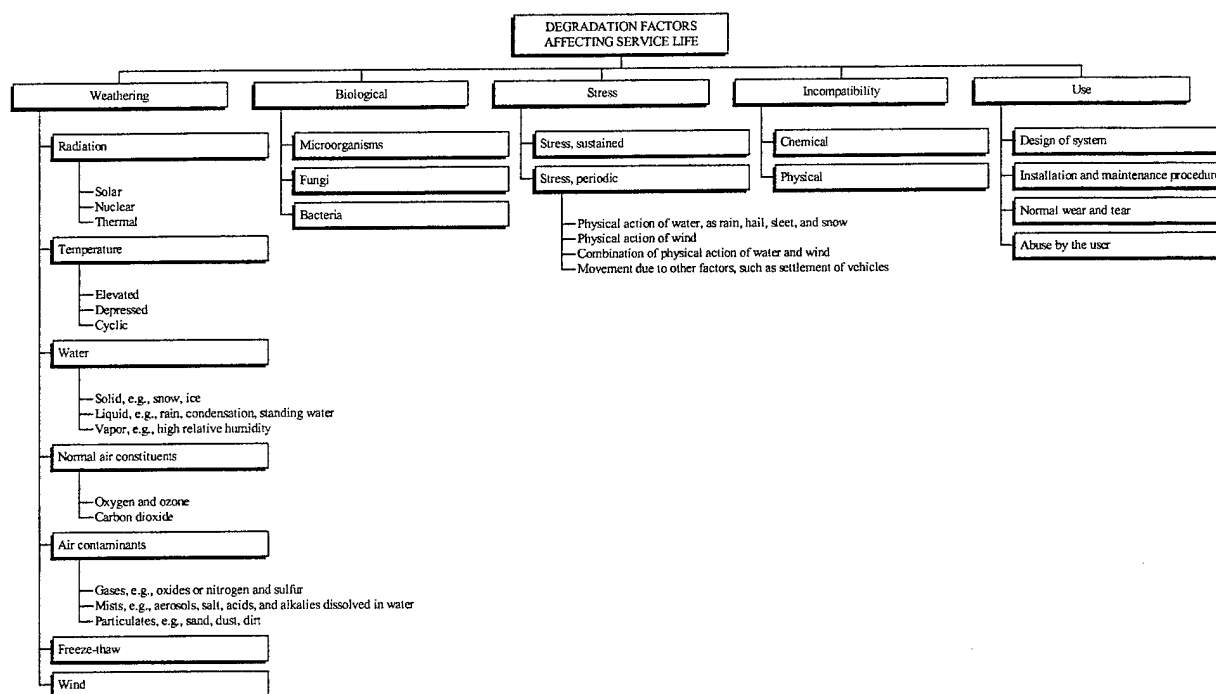 DEGRADATION FACTORS
AFFECTING SERVICE LIFE
Weathering
Radiation
Solar
Nuclear
Thermal
Temperature
Elevated
Depressed
Cyclic
Water
Solid, e.g., snow, ice
Liquid, e.g., rain, condensation, standing water
Vapor, e.g., high relative humidity
Normal air constituents
Oxygen and ozone
Carbon dioxide
Air contaminants
Gases, e.g., oxides or nitrogen and sulfur
Mists, e.g., aerosols, salt, acids, and alkalies dissolved in water
Particulates, e.g., sand, dust, dirt
Freeze-thaw
Wind
Biological
Microorganisms
Fungi
Bacteria
Stress
Stress, sustained
Stress, periodic
Physical action of water, as rain, hail, sleet, and snow
Physical action of wind
Combination of physical action of water and wind
Movement due to other factors, such as settlement of vehicles
Incompatibility
Chemical
Physical
Use
Design of system
Installation and maintenance procedure
Normal wear and tear
Abuse by the user